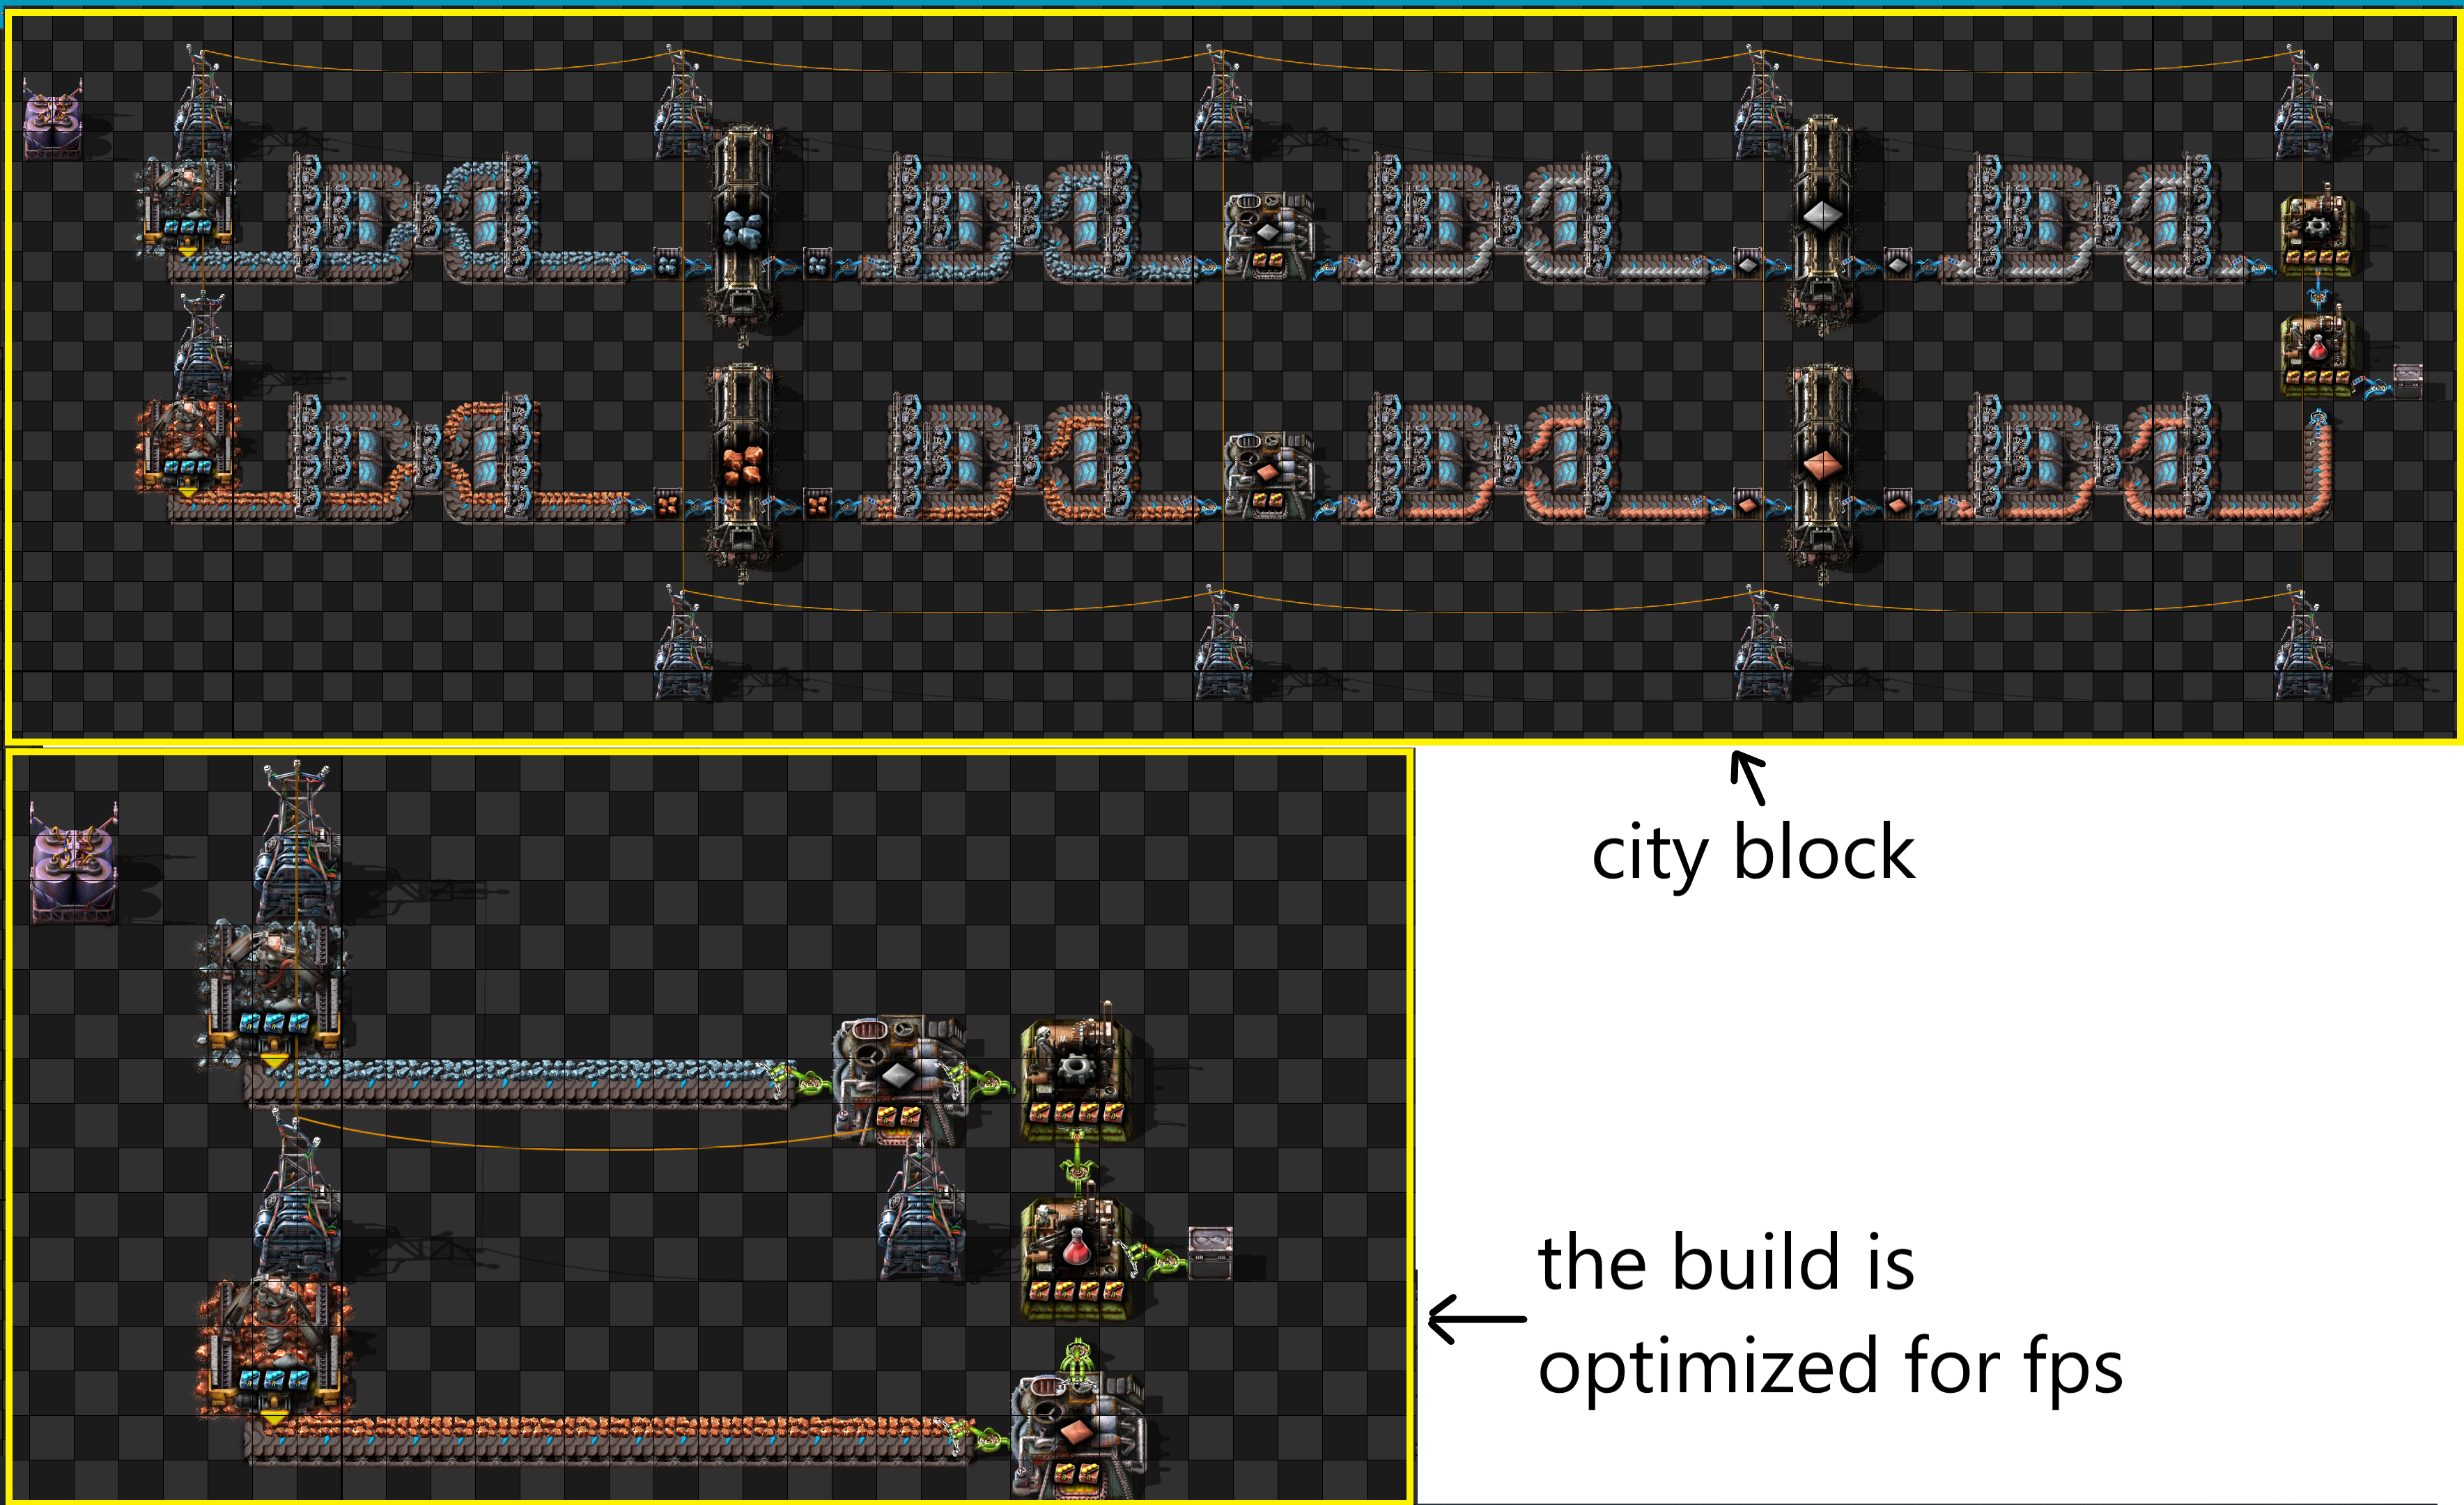 city block
the build is
optimized for fps